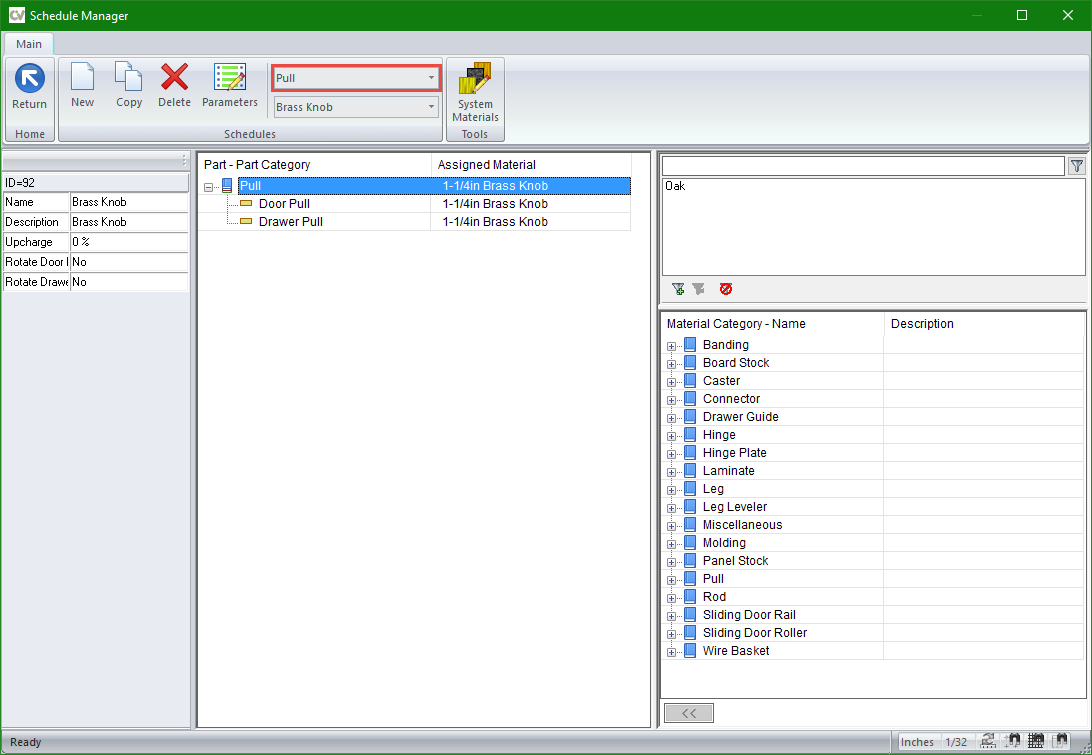 CV Schedule Manager
Main
Return
New
Copy
Delete
Parameters
Pull
Brass Knob
System
Materials
Home
Schedules
Tools
ID=92
Name Brass Knob
Description Brass Knob
Upcharge 0 %
Rotate Door No
Rotate Drawe No
Part - Part Category Assigned Material
Pull 1-1/4in Brass Knob
Door Pull 1-1/4in Brass Knob
Drawer Pull 1-1/4in Brass Knob
Oak
Material Category - Name Description
Banding
Board Stock
Caster
Connector
Drawer Guide
Hinge
Hinge Plate
Laminate
Leg
Leg Leveler
Miscellaneous
Molding
Panel Stock
Pull
Rod
Sliding Door Rail
Sliding Door Roller
Wire Basket
<<
Ready
Inches 1/32